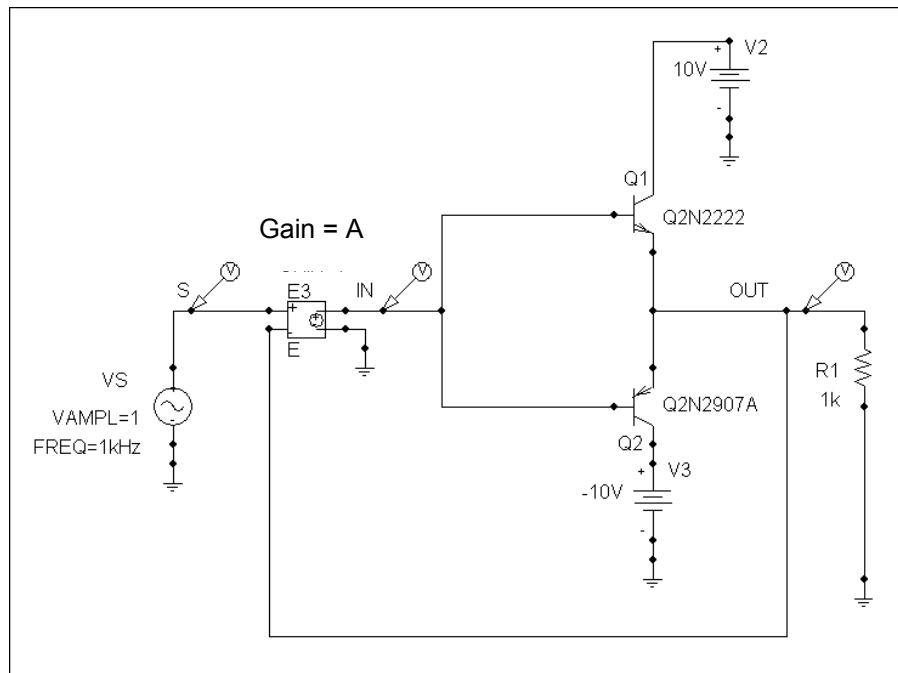 V2
10V
Q1
Q2N2222
Gain = A
S
E3
IN
OUT
E
VS
VAMPL=1
FREQ=1kHz
R1
1k
Q2N2907A
Q2
V3
-10V